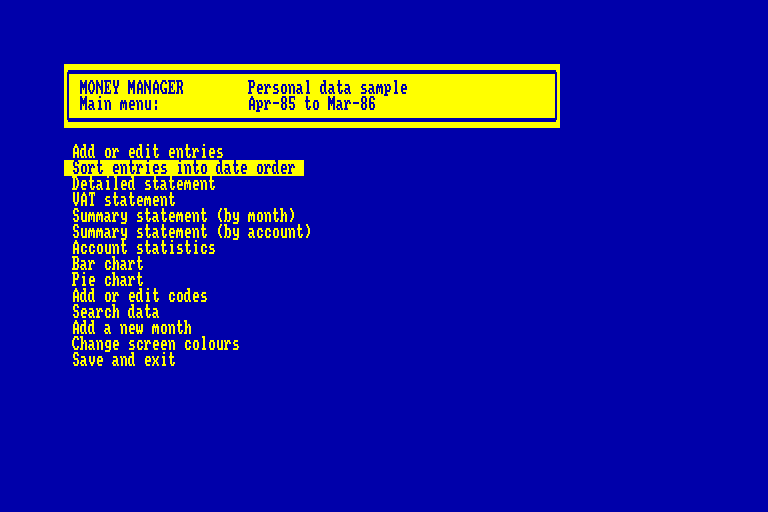 MONEY MANAGER Personal data sample
Main menu: Apr-85 to Mar-86
Add or edit entries
Sort entries into date order
Detailed statement
VAT statement
Summary statement (by month)
Summary statement (by account)
Account statistics
Bar chart
Pie chart
Add or edit codes
Search data
Add a new month
Change screen colours
Save and exit